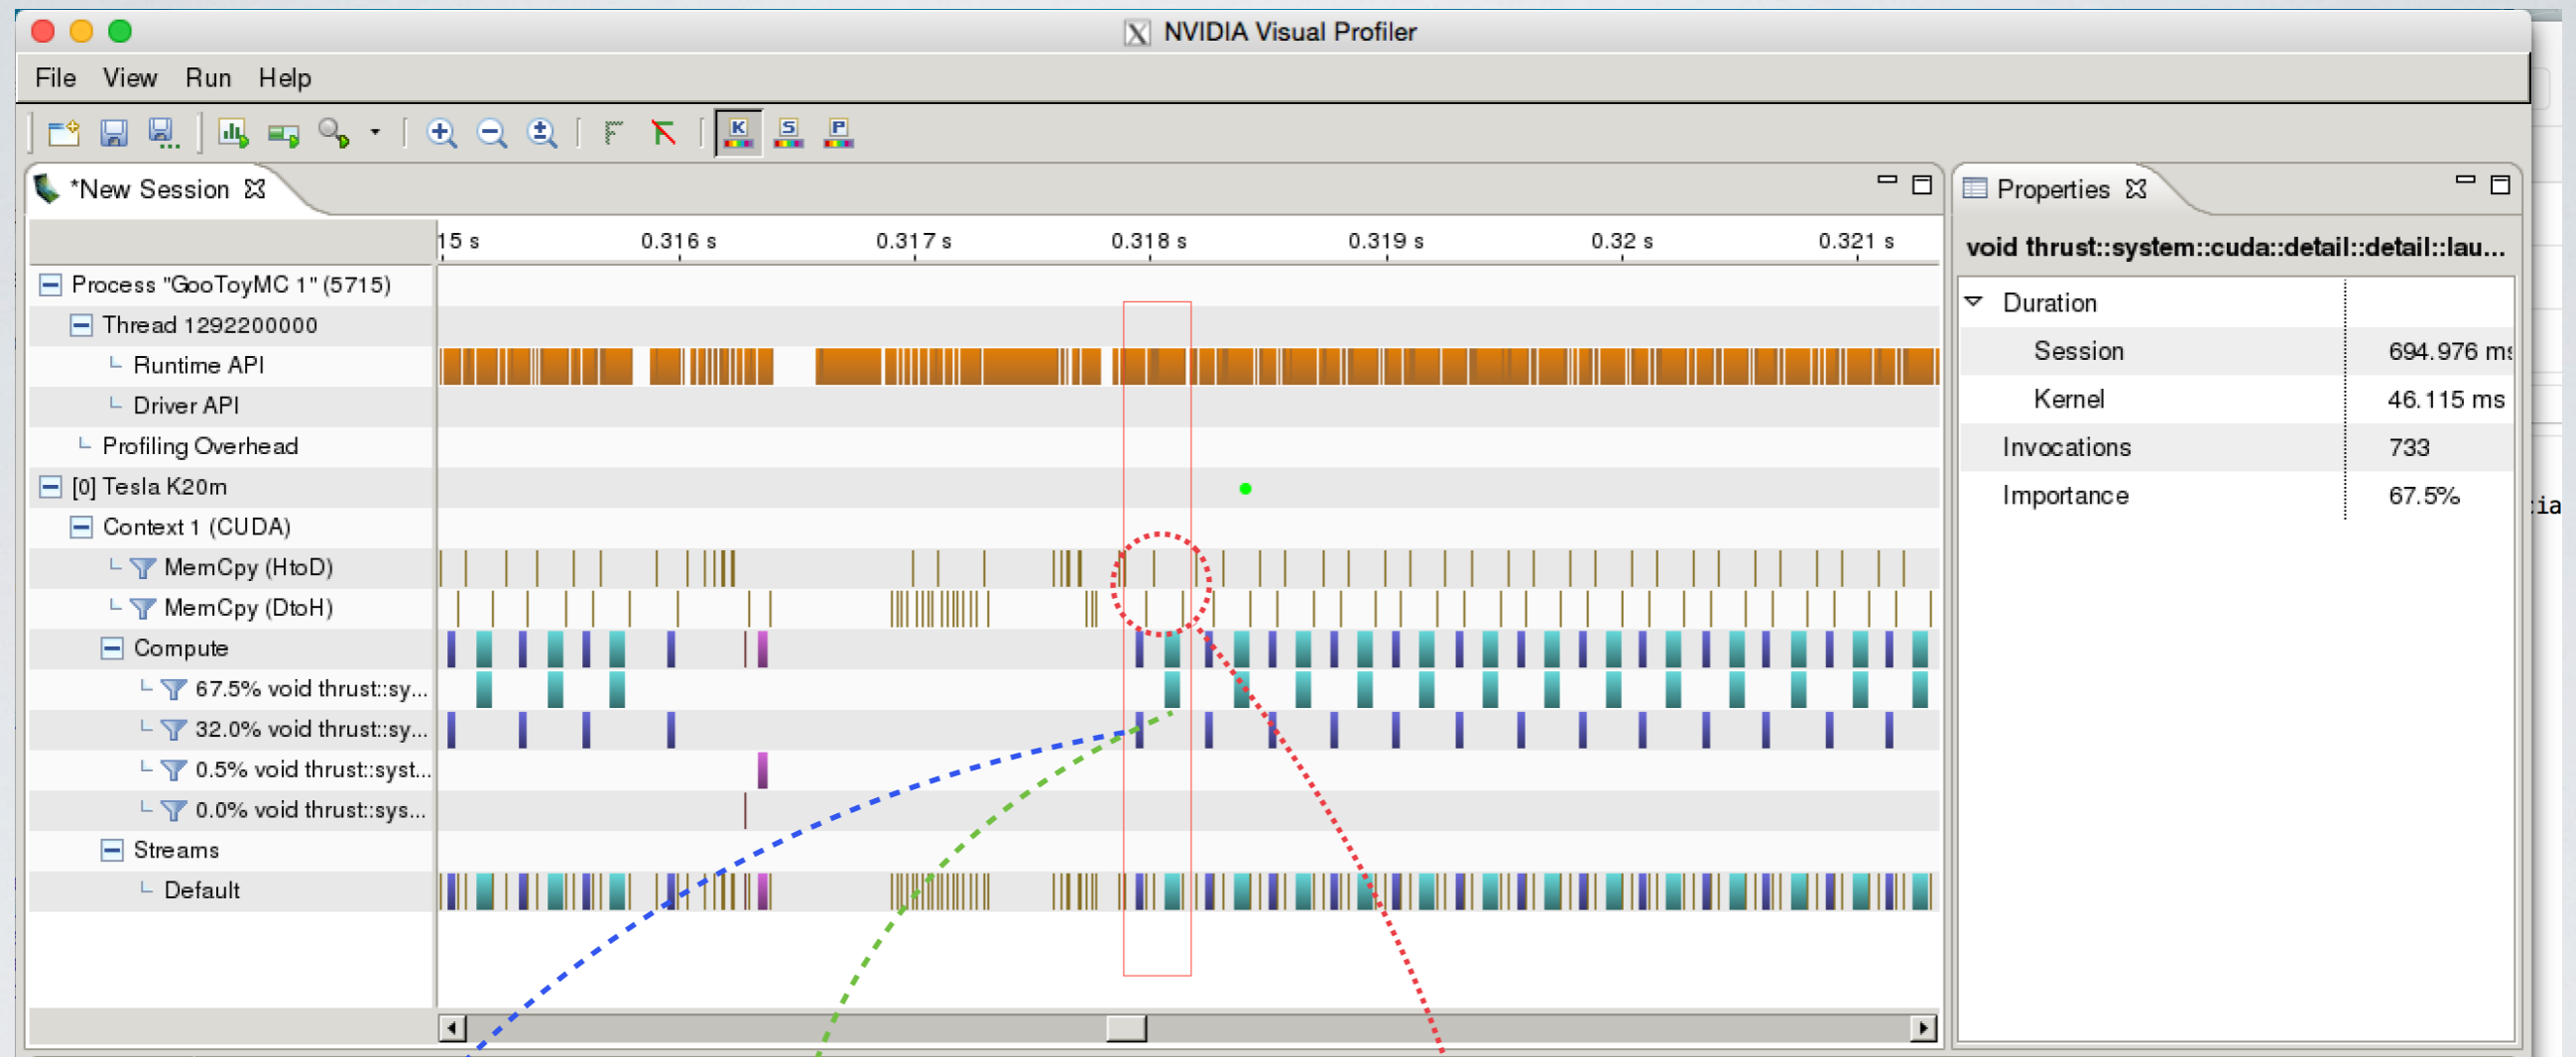 NVIDIA Visual Profiler
File View Run Help
K S P
*New Session
Properties
15 s 0.316 s 0.317 s 0.318 s 0.319 s 0.32 s 0.321 s
void thrust::system::cuda::detail::detail::lau...
Process "GooToyMC 1" (5715)
Duration
Thread 1292200000
Session 694.976 ms
Runtime API
Kernel 46.115 ms
Driver API
Invocations 733
Profiling Overhead
Importance 67.5%
[0] Tesla K20m
:ia
Context 1 (CUDA)
MemCpy (HtoD)
MemCpy (DtoH)
Compute
67.5% void thrust::sy...
32.0% void thrust::sy...
0.5% void thrust::syst...
0.0% void thrust::sys...
Streams
Default